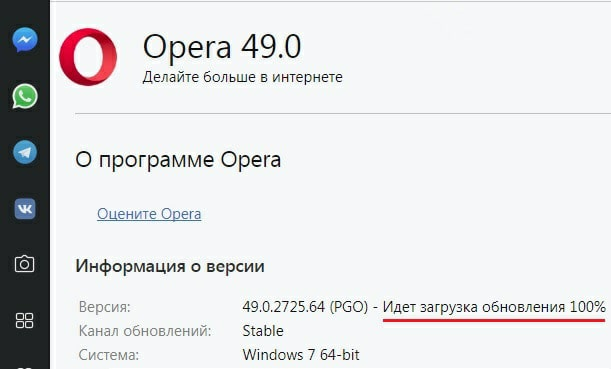 Opera 49.0
Делайте больше в интернете
О программе Opera
Оцените Opera
Информация о версии
Версия: 49.0.2725.64 (PGO) - Идет загрузка обновления 100%
Канал обновлений: Stable
Система: Windows 7 64-bit